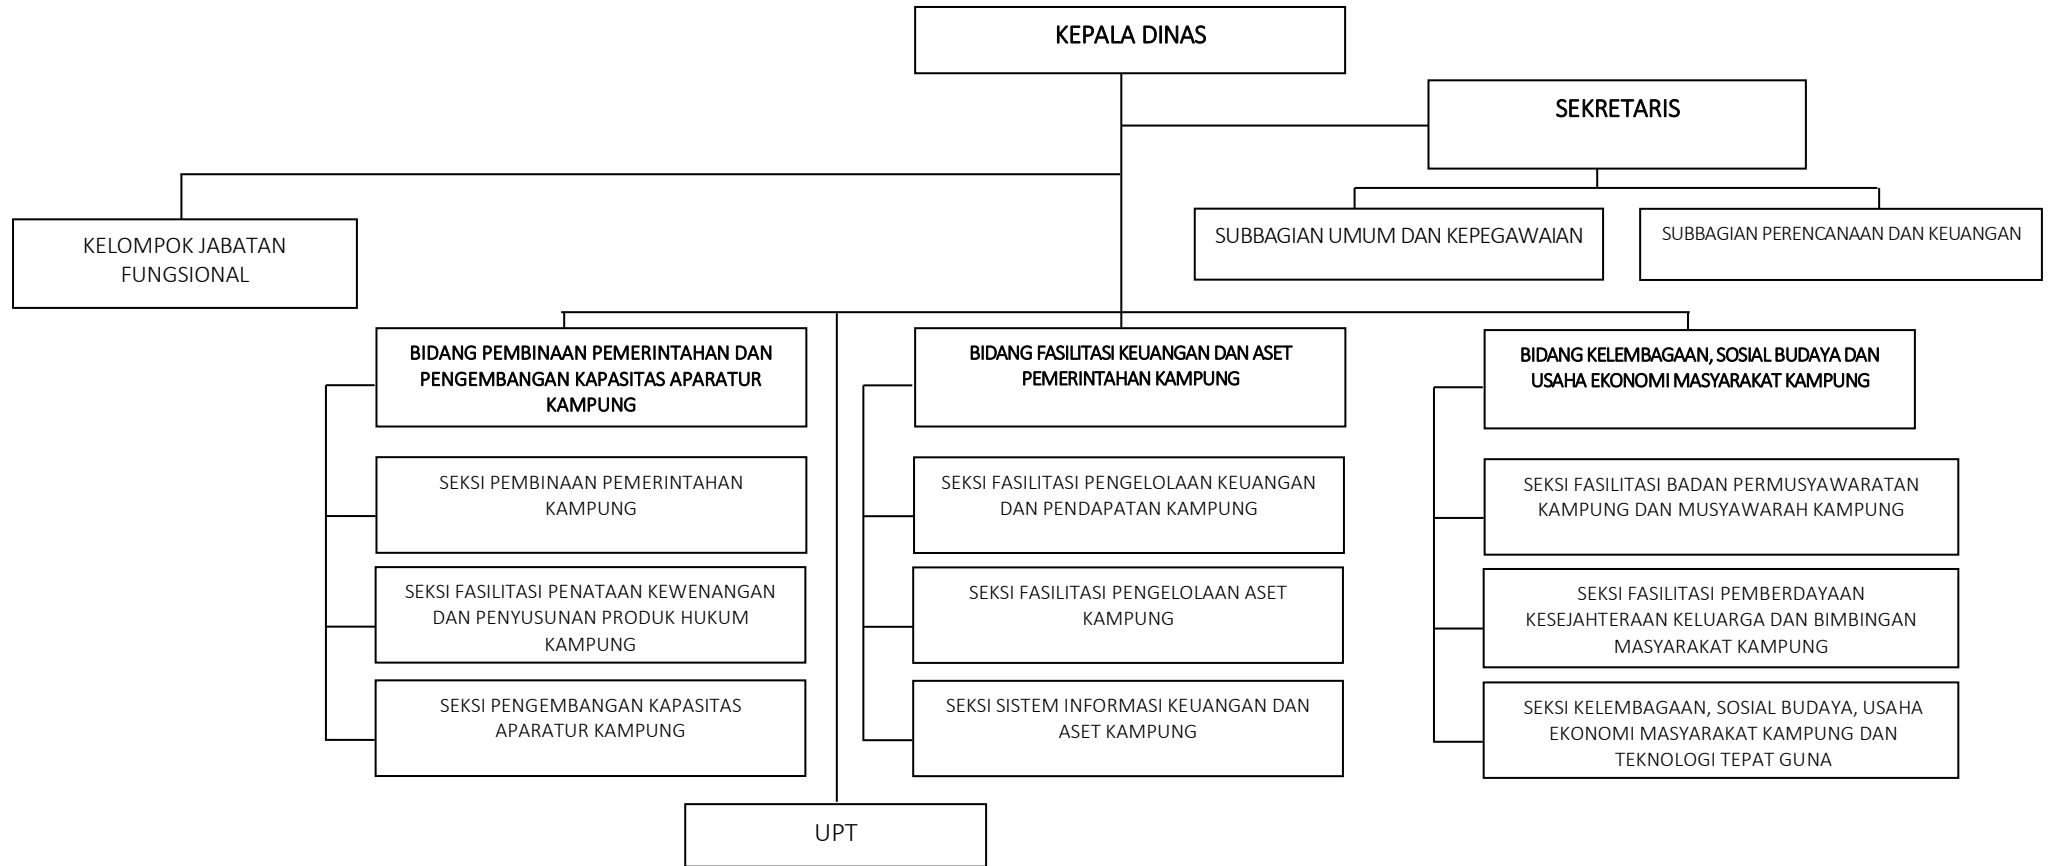 KEPALA DINAS
SEKRETARIS
KELOMPOK JABATAN
FUNGSIONAL
SUBBAGIAN UMUM DAN KEPEGAWAIAN
SUBBAGIAN PERENCANAAN DAN KEUANGAN
BIDANG PEMBINAAN PEMERINTAHAN DAN
PENGEMBANGAN KAPASITAS APARATUR
KAMPUNG
SEKSI PEMBINAAN PEMERINTAHAN
KAMPUNG
SEKSI FASILITASI PENATAAN KEWENANGAN
DAN PENYUSUNAN PRODUK HUKUM
KAMPUNG
SEKSI PENGEMBANGAN KAPASITAS
APARATUR KAMPUNG
BIDANG FASILITASI KEUANGAN DAN ASET
PEMERINTAHAN KAMPUNG
SEKSI FASILITASI PENGELOLAAN KEUANGAN
DAN PENDAPATAN KAMPUNG
SEKSI FASILITASI PENGELOLAAN ASET
KAMPUNG
SEKSI SISTEM INFORMASI KEUANGAN DAN
ASET KAMPUNG
BIDANG KELEMBAGAAN, SOSIAL BUDAYA DAN
USAHA EKONOMI MASYARAKAT KAMPUNG
SEKSI FASILITASI BADAN PERMUSYAWARATAN
KAMPUNG DAN MUSYAWARAH KAMPUNG
SEKSI FASILITASI PEMBERDAYAAN
KESEJAHTERAAN KELUARGA DAN BIMBINGAN
MASYARAKAT KAMPUNG
SEKSI KELEMBAGAAN, SOSIAL BUDAYA, USAHA
EKONOMI MASYARAKAT KAMPUNG DAN
TEKNOLOGI TEPAT GUNA
UPT